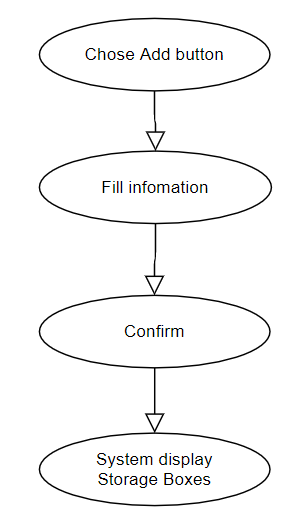 Chose Add button
Fill infomation
Confirm
System display
Storage Boxes